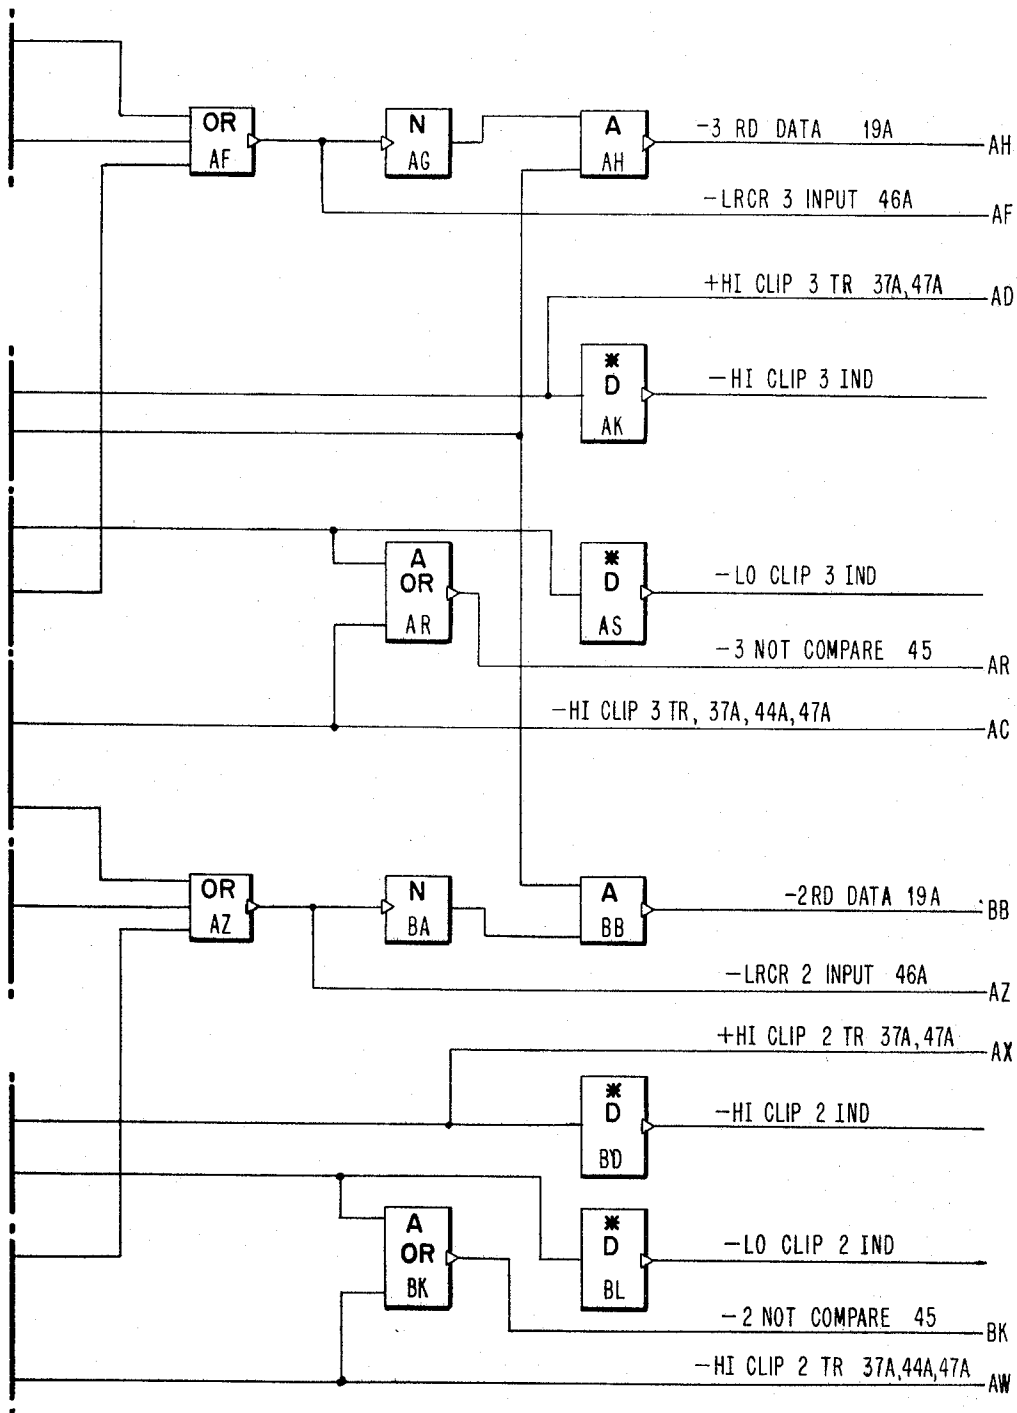 OR
AF
N
AG
A
AH
-3 RD DATA 19A
AH
-LRCR 3 INPUT 46A
AF
+HI CLIP 3 TR 37A,47A
AD
*
D
AK
-HI CLIP 3 IND
A
OR
AR
*
D
AS
-LO CLIP 3 IND
-3 NOT COMPARE 45
AR
-HI CLIP 3 TR, 37A,44A,47A
AC
OR
AZ
N
BA
A
BB
-2RD DATA 19A
BB
-LRCR 2 INPUT 46A
AZ
+HI CLIP 2 TR 37A,47A
AX
*
D
BD
-HI CLIP 2 IND
A
OR
BK
*
D
BL
-LO CLIP 2 IND
-2 NOT COMPARE 45
BK
-HI CLIP 2 TR 37A,44A,47A
AW